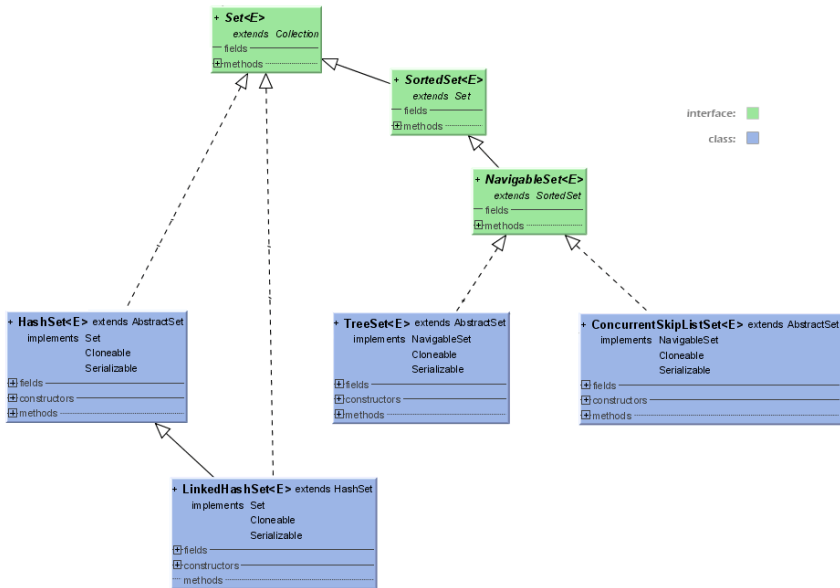 + Set<E>
extends Collection
fields
methods
+ SortedSet<E>
extends Set
fields
methods
interface:
class:
+ NavigableSet<E>
extends SortedSet
fields
methods
+ HashSet<E> extends AbstractSet
implements Set
Cloneable
Serializable
fields
constructors
methods
+ TreeSet<E> extends AbstractSet
implements NavigableSet
Cloneable
Serializable
fields
constructors
methods
+ ConcurrentSkipListSet<E> extends AbstractSet
implements NavigableSet
Cloneable
Serializable
fields
constructors
methods
+ LinkedHashSet<E> extends HashSet
implements Set
Cloneable
Serializable
fields
constructors
methods